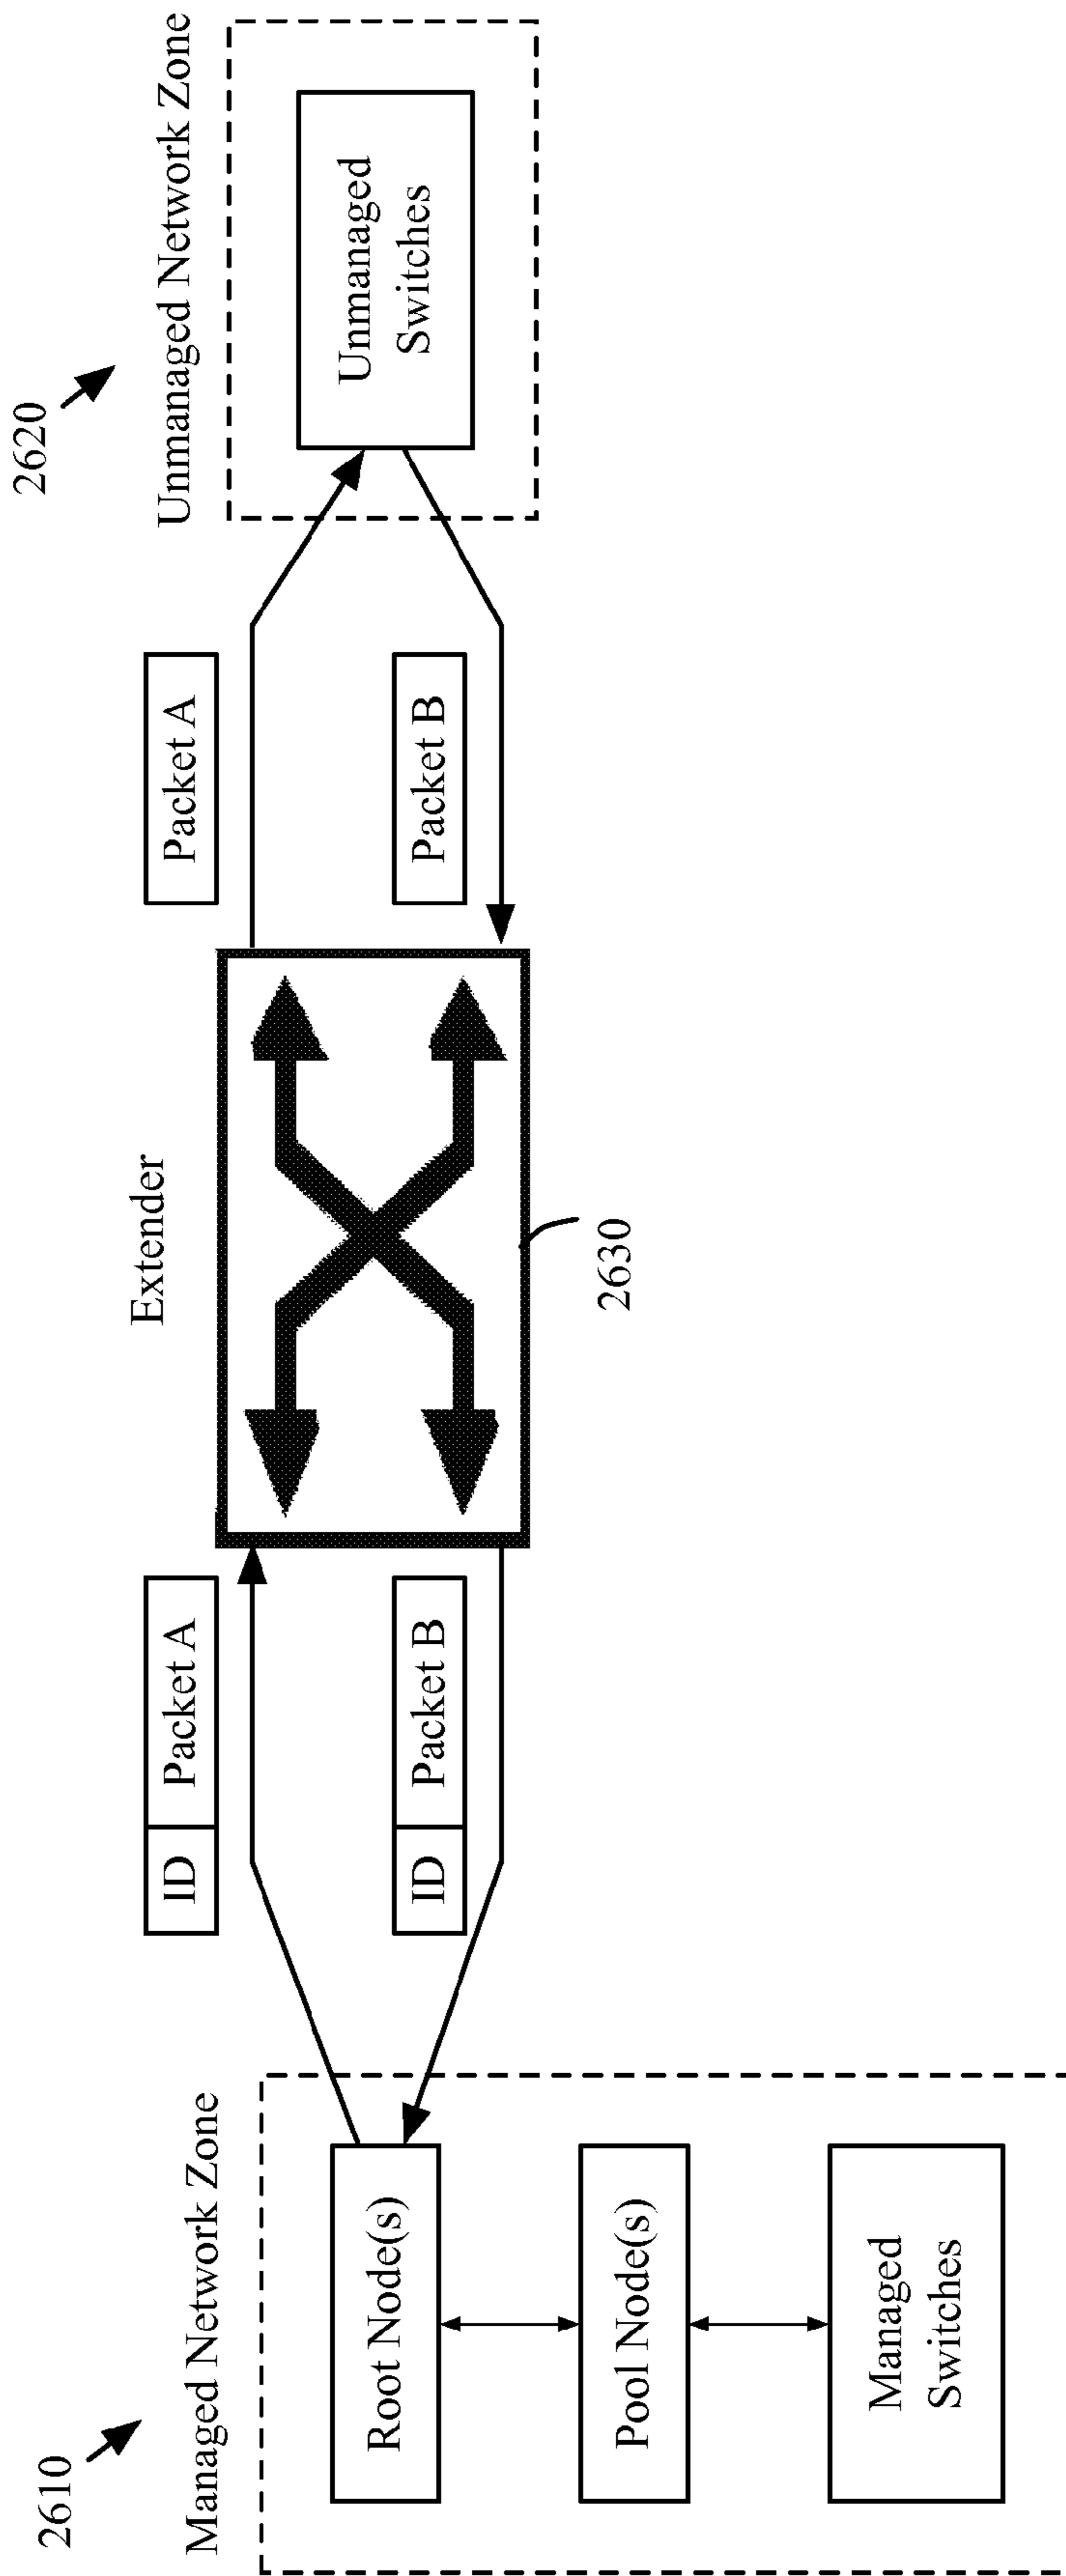 2610
Managed Network Zone
Root Node(s)
Pool Node(s)
Managed
Switches
ID
Packet A
ID
Packet B
Extender
2630
Packet A
Packet B
2620
Unmanaged Network Zone
Unmanaged
Switches